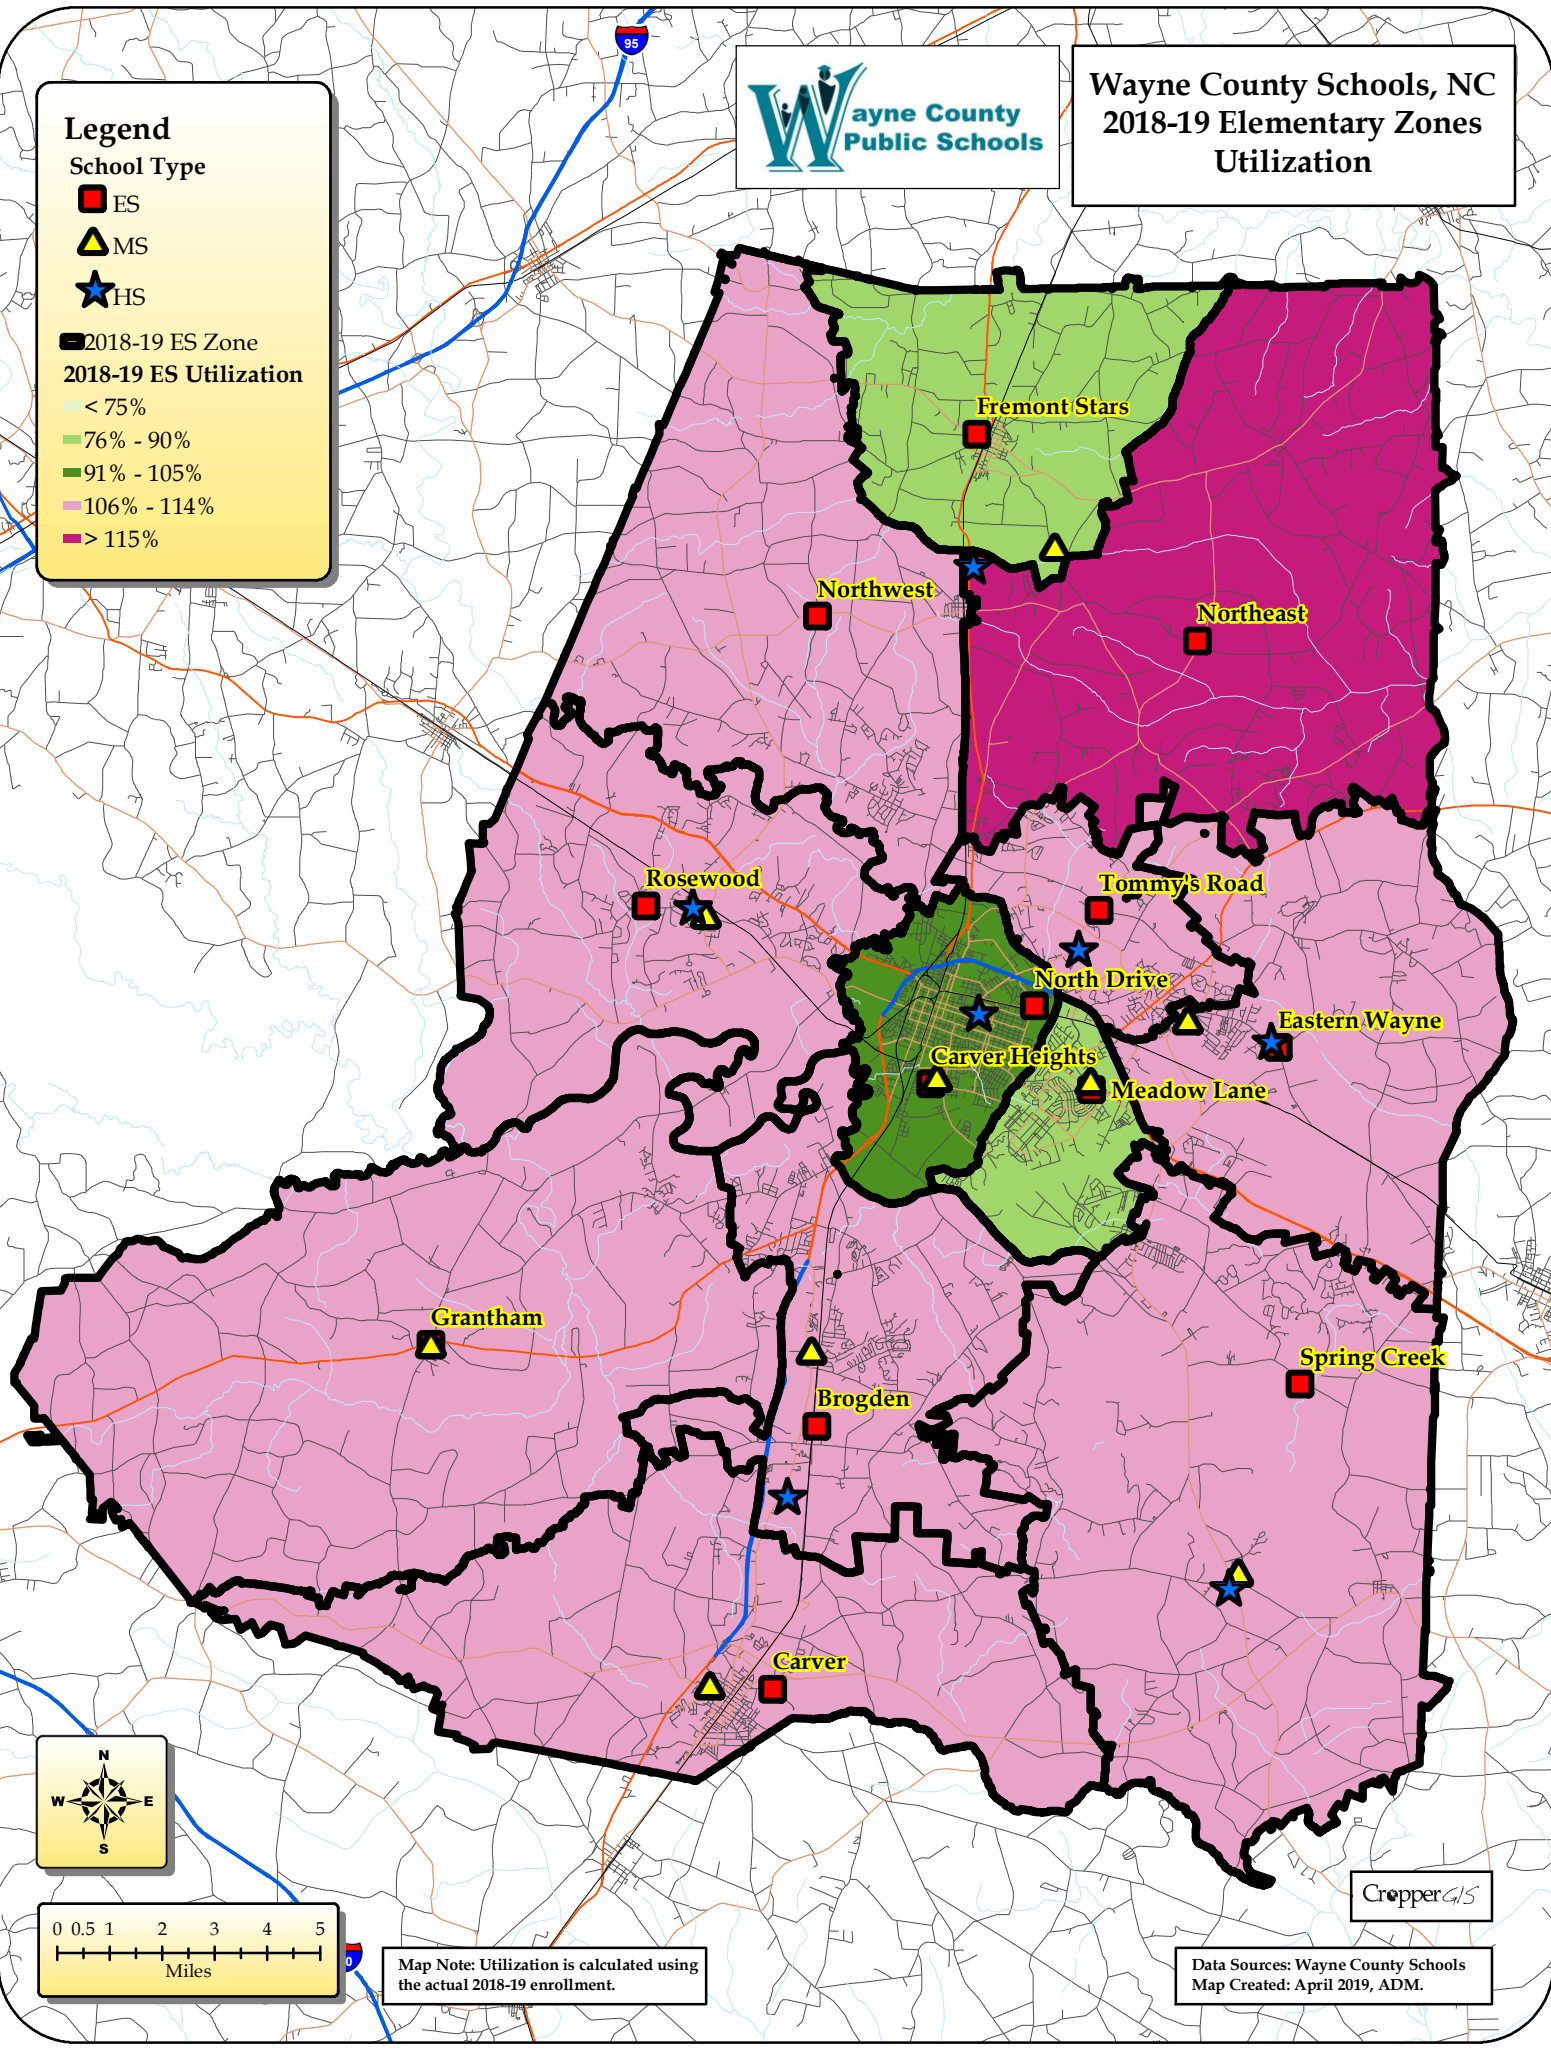 95
Wayne County
Public Schools
Wayne County Schools, NC
2018-19 Elementary Zones
Utilization
Legend
School Type
ES
MS
HS
2018-19 ES Zone
2018-19 ES Utilization
< 75%
76% - 90%
91% - 105%
106% - 114%
> 115%
Fremont Stars
Northwest
Northeast
Rosewood
Tommy's Road
North Drive
Eastern Wayne
Carver Heights
Meadow Lane
Grantham
Spring Creek
Brogden
Carver
N
W E
S
CropperGIS
0 0.5 1 2 3 4 5
Miles
0
Map Note: Utilization is calculated using
the actual 2018-19 enrollment.
Data Sources: Wayne County Schools
Map Created: April 2019, ADM.